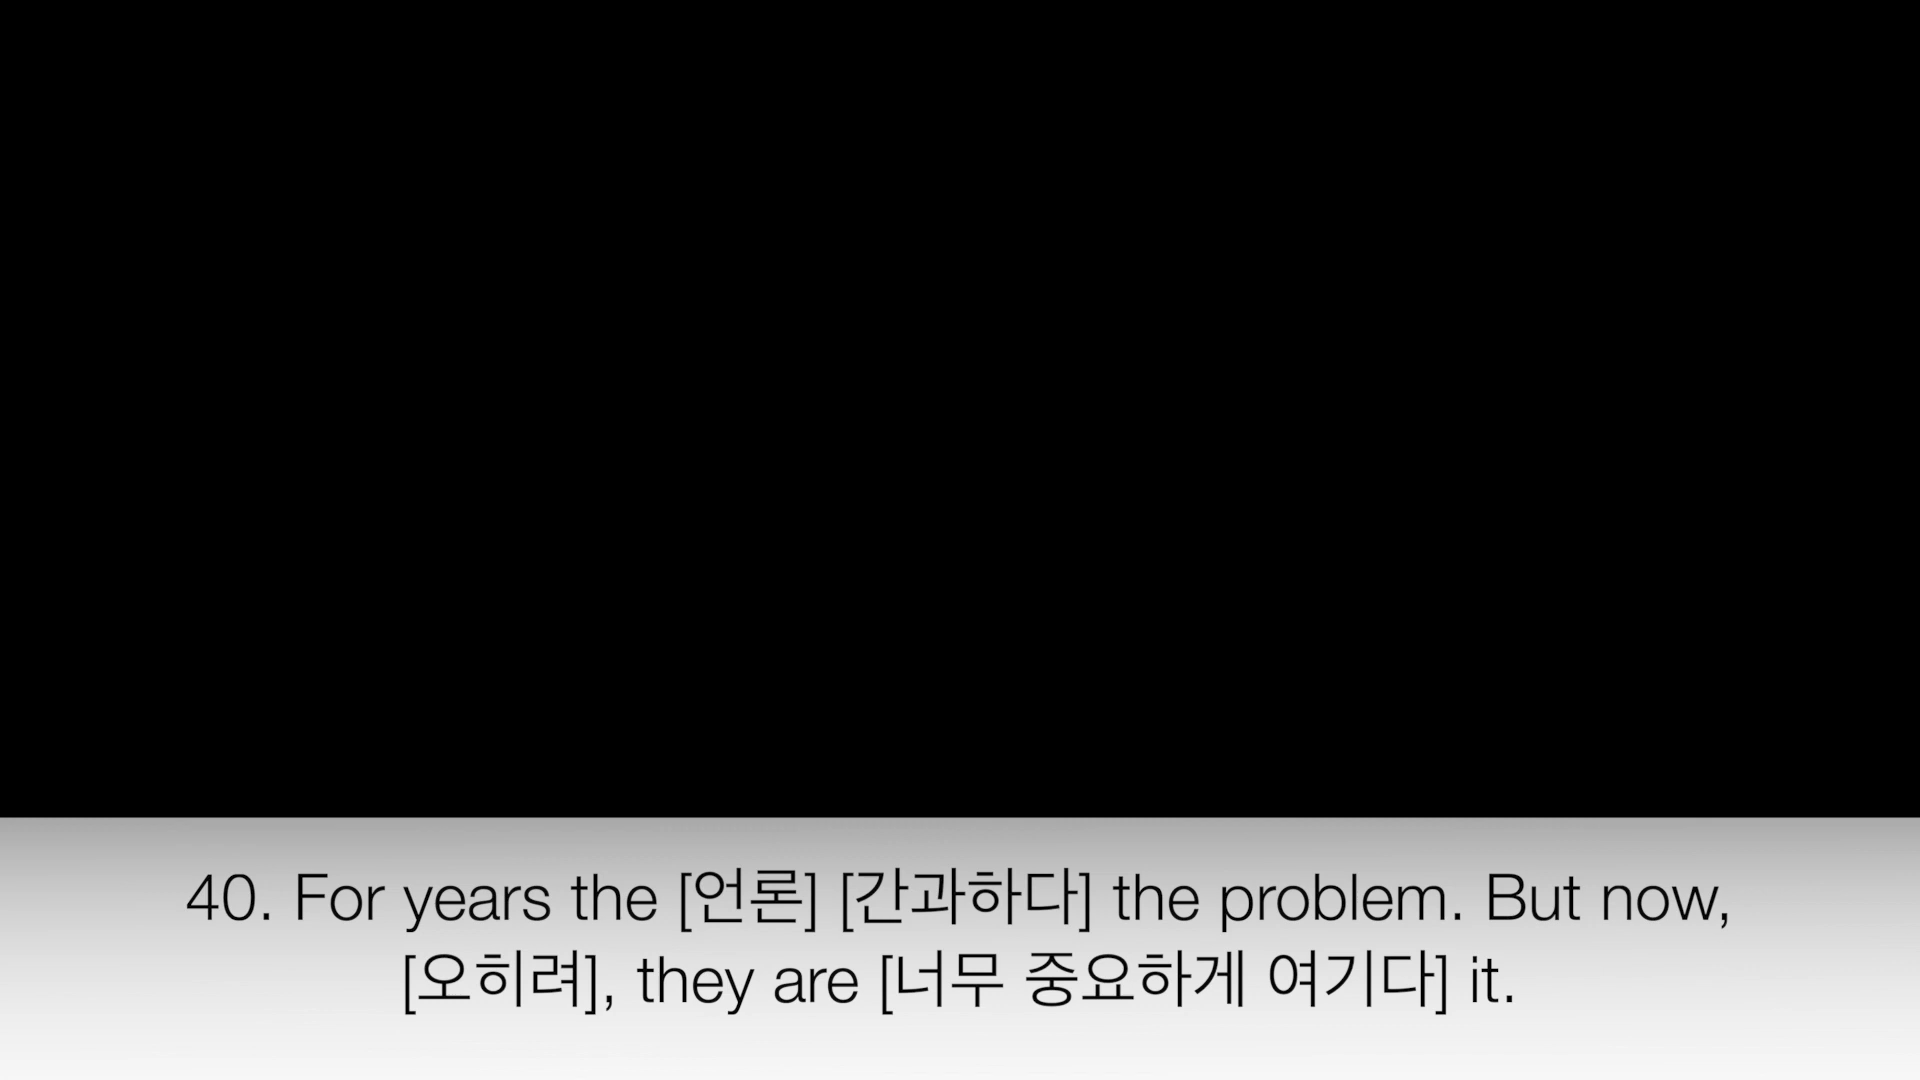 40. For years the [언론] [간과하다] the problem. But now,
[오히려], they are [너무 중요하게 여기다] it.